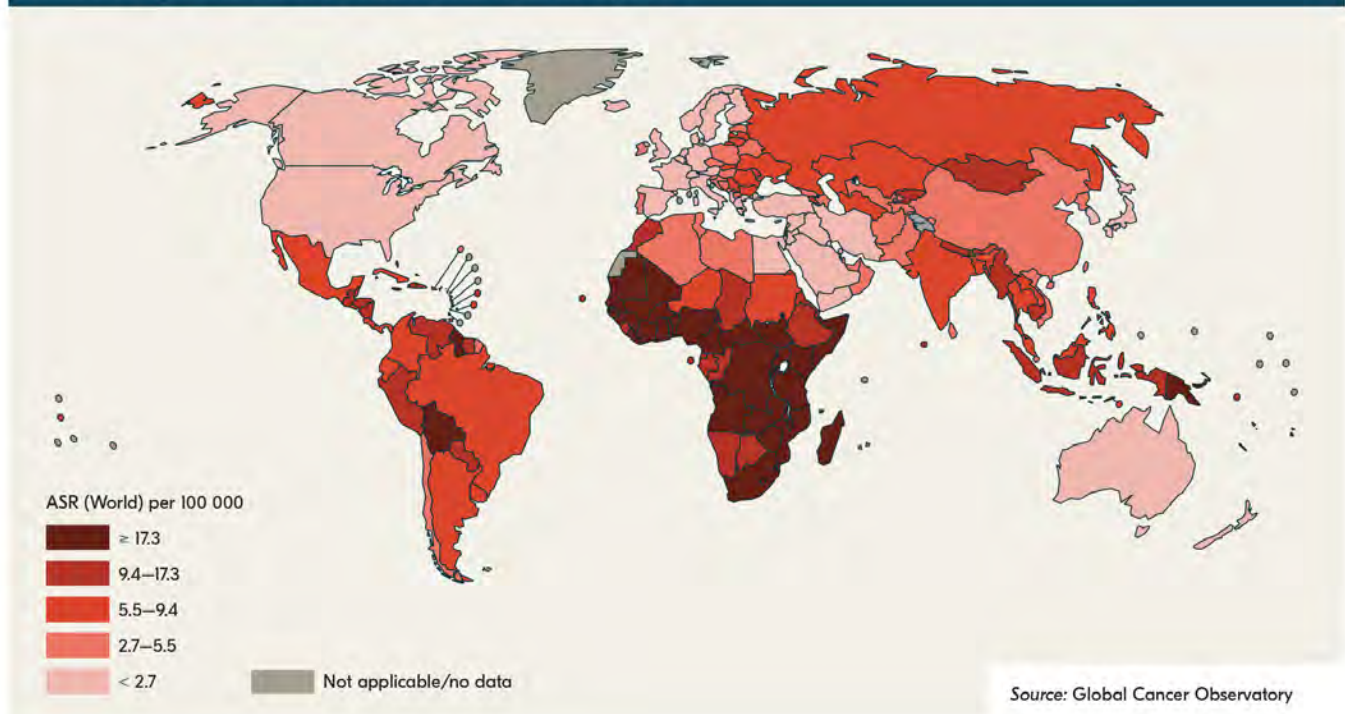 ASR (World) per 100 000
≥ 17.3
9.4–17.3
5.5–9.4
2.7–5.5
< 2.7
Not applicable/no data
Source: Global Cancer Observatory